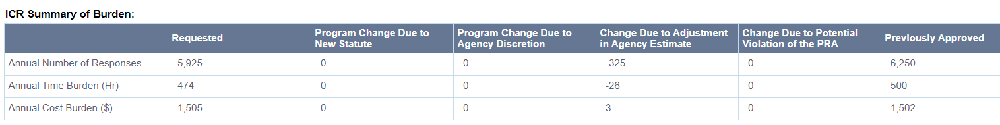 ICR Summary of Burden:
Requested Program Change Due to New Statute Program Change Due to Agency Discretion Change Due to Adjustment in Agency Estimate Change Due to Potential Violation of the PRA Previously Approved
Annual Number of Responses 5,925 0 0 -325 0 6,250
Annual Time Burden (Hr) 474 0 0 -26 0 500
Annual Cost Burden ($) 1,505 0 0 3 0 1,502